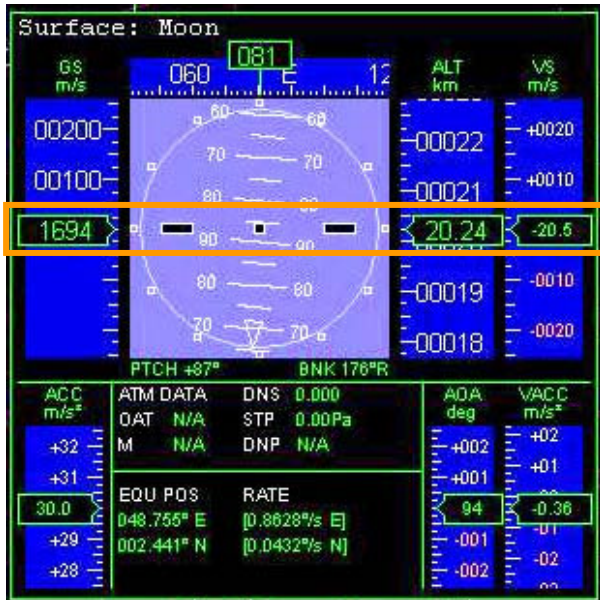 Surface: Moon
081
GS
m/s
060 E 12
ALT
km
VS
m/s
60 60
00200
00022
+0020
70 70
00100
00021
+0010
80
1694
20.24
-20.5
90 90
80 80
00019
-0010
70 70
00018
-0020
PTCH +87° BNK 176°R
ACC
m/s²
ATM DATA DNS 0.000
OAT N/A STP 0.00Pa
M N/A DNP N/A
AOA
deg
VACC
m/s²
+32
+31
30.0
+29
+28
EQU POS RATE
048.755° E [0.8628°/s E]
002.441° N [0.0432°/s N]
+002
+001
94
-001
-002
+02
+01
-0.36
-01
-02